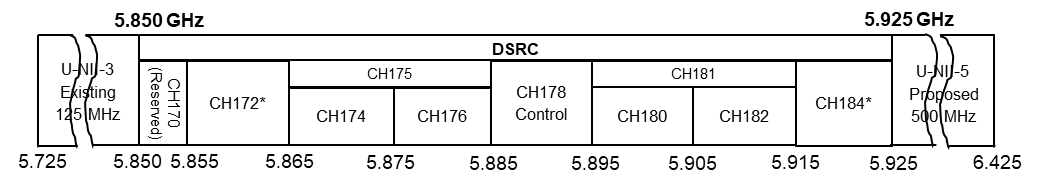 5.850 GHz
5.925 GHz
DSRC
U-NII-3
Existing
125 MHz
CH170
(Reserved)
CH172*
CH175
CH174
CH176
CH178
Control
CH181
CH180
CH182
CH184*
U-NII-5
Proposed
500 MHz
5.725
5.850
5.855
5.865
5.875
5.885
5.895
5.905
5.915
5.925
6.425